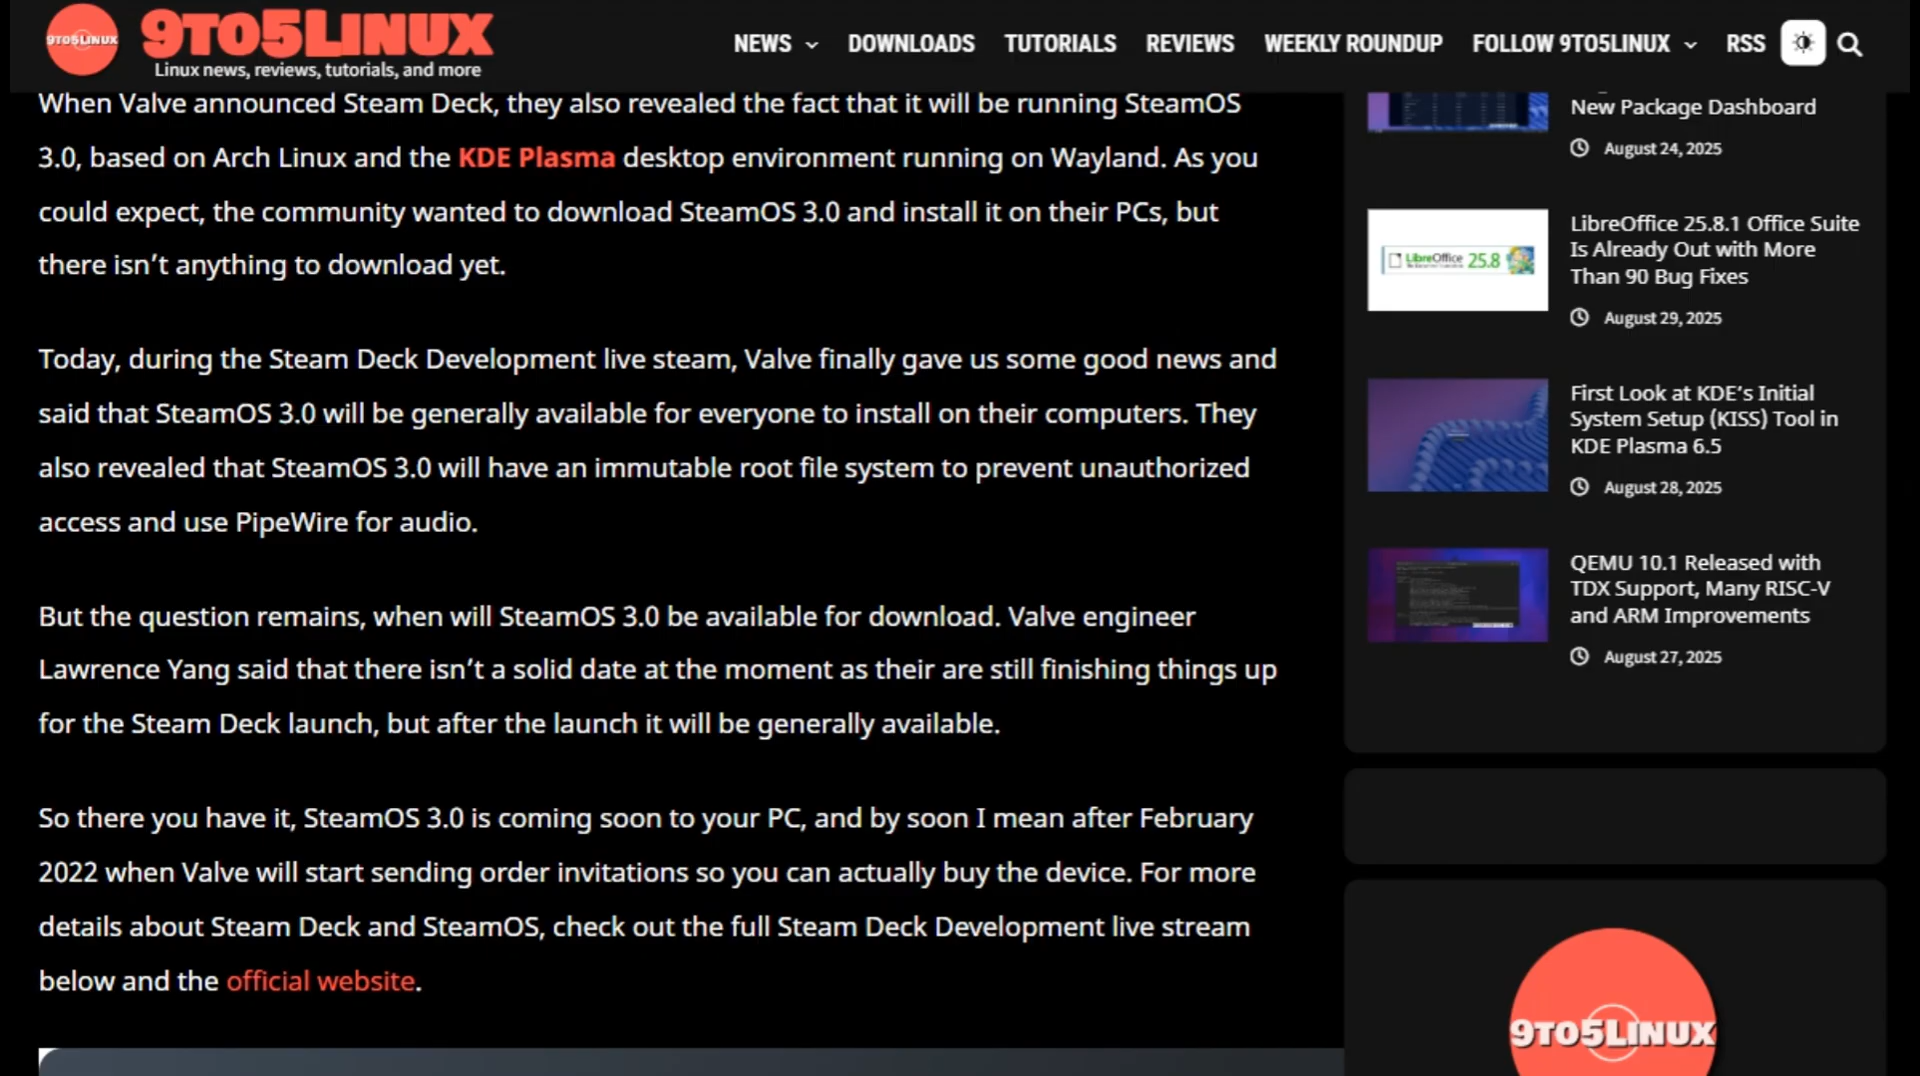 9TO5LINUX
9TO5LINUX
Linux news, reviews, tutorials, and more
NEWS
DOWNLOADS
TUTORIALS
REVIEWS
WEEKLY ROUNDUP
FOLLOW 9TO5LINUX
RSS
When Valve announced Steam Deck, they also revealed the fact that it will be running SteamOS
3.0, based on Arch Linux and the KDE Plasma desktop environment running on Wayland. As you
could expect, the community wanted to download SteamOS 3.0 and install it on their PCs, but
there isn't anything to download yet.
Today, during the Steam Deck Development live steam, Valve finally gave us some good news and
said that SteamOS 3.0 will be generally available for everyone to install on their computers. They
also revealed that SteamOS 3.0 will have an immutable root file system to prevent unauthorized
access and use PipeWire for audio.
But the question remains, when will SteamOS 3.0 be available for download. Valve engineer
Lawrence Yang said that there isn't a solid date at the moment as their are still finishing things up
for the Steam Deck launch, but after the launch it will be generally available.
So there you have it, SteamOS 3.0 is coming soon to your PC, and by soon I mean after February
2022 when Valve will start sending order invitations so you can actually buy the device. For more
details about Steam Deck and SteamOS, check out the full Steam Deck Development live stream
below and the official website.
New Package Dashboard
August 24, 2025
LibreOffice 25.8
LibreOffice 25.8.1 Office Suite
Is Already Out with More
Than 90 Bug Fixes
August 29, 2025
First Look at KDE's Initial
System Setup (KISS) Tool in
KDE Plasma 6.5
August 28, 2025
QEMU 10.1 Released with
TDX Support, Many RISC-V
and ARM Improvements
August 27, 2025
9TO5LINUX